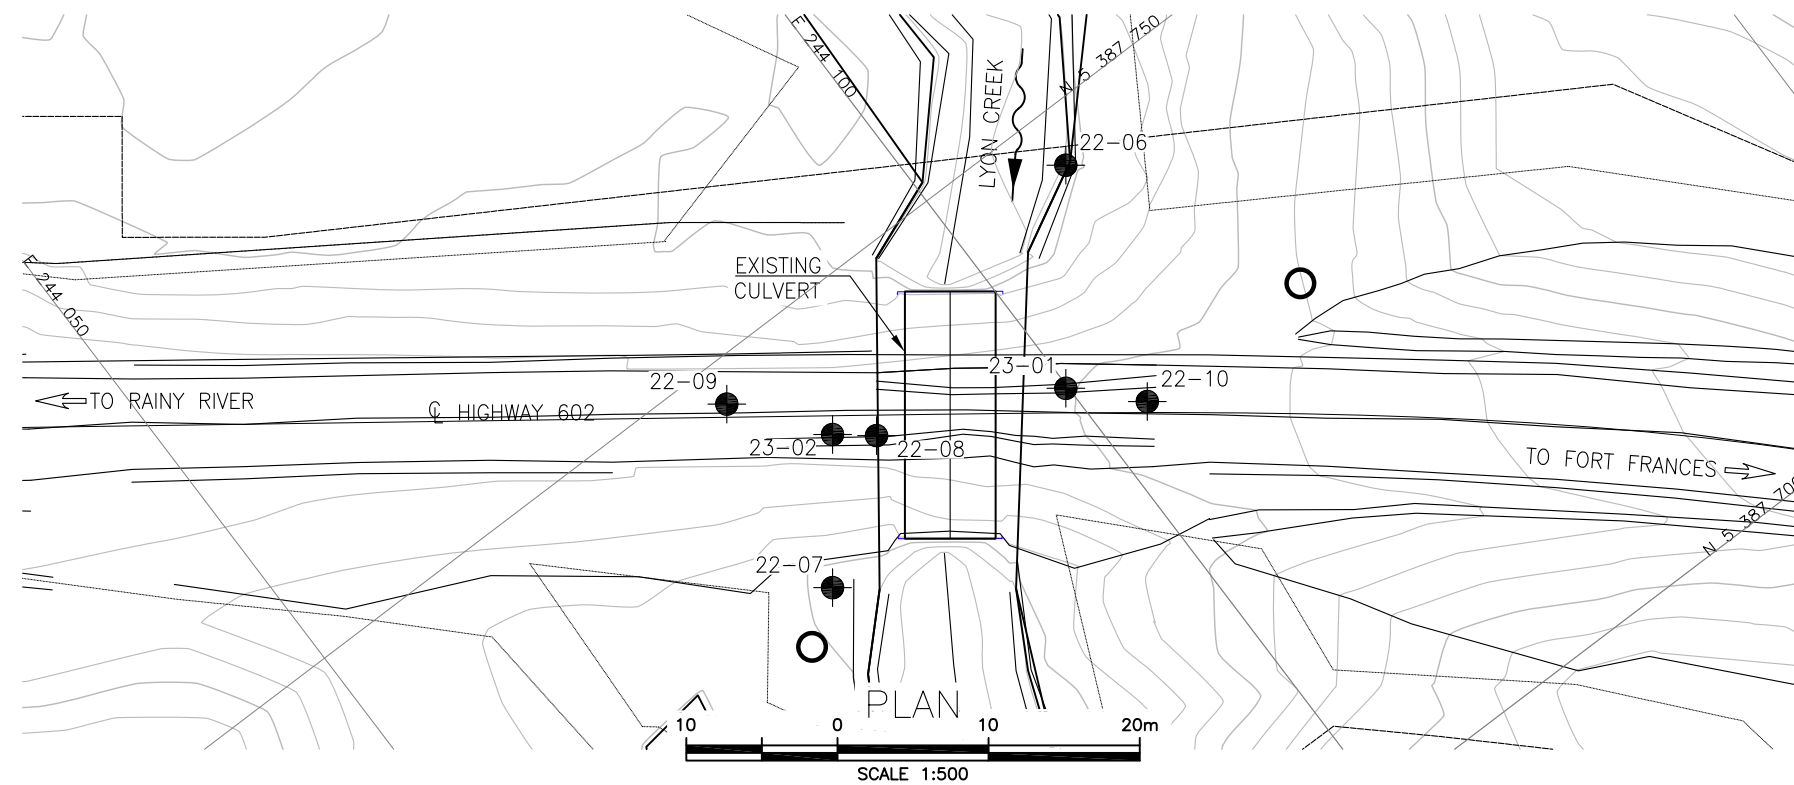 E 244 100
N 5 387 750
LYON CREEK
22-06
EXISTING
CULVERT
E 244 050
23-01
22-10
22-09
TO RAINY RIVER
℄ HIGHWAY 602
23-02
22-08
TO FORT FRANCES
N 5 387 700
22-07
PLAN
10 0 10 20m
SCALE 1:500